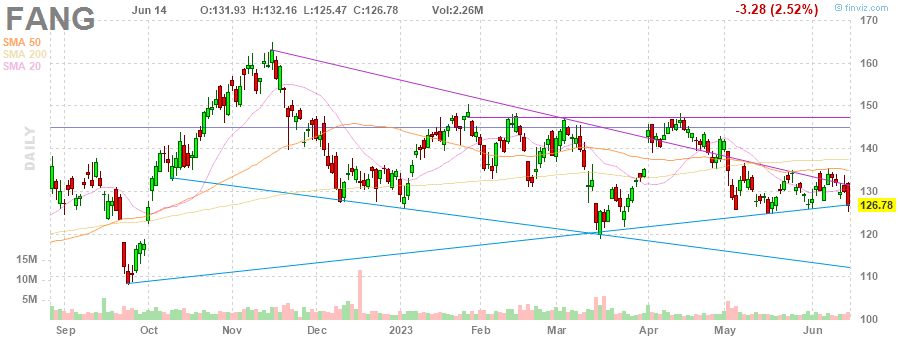 FANG
Jun 14 O:131.93 H:132.16 L:125.47 C:126.78 Vol:2.26M -3.28 (2.52%) © finviz.com
SMA 50
SMA 200
SMA 20
DAILY
170
160
150
140
130
126.78
120
110
100
15M
10M
5M
Sep Oct Nov Dec 2023 Feb Mar Apr May Jun